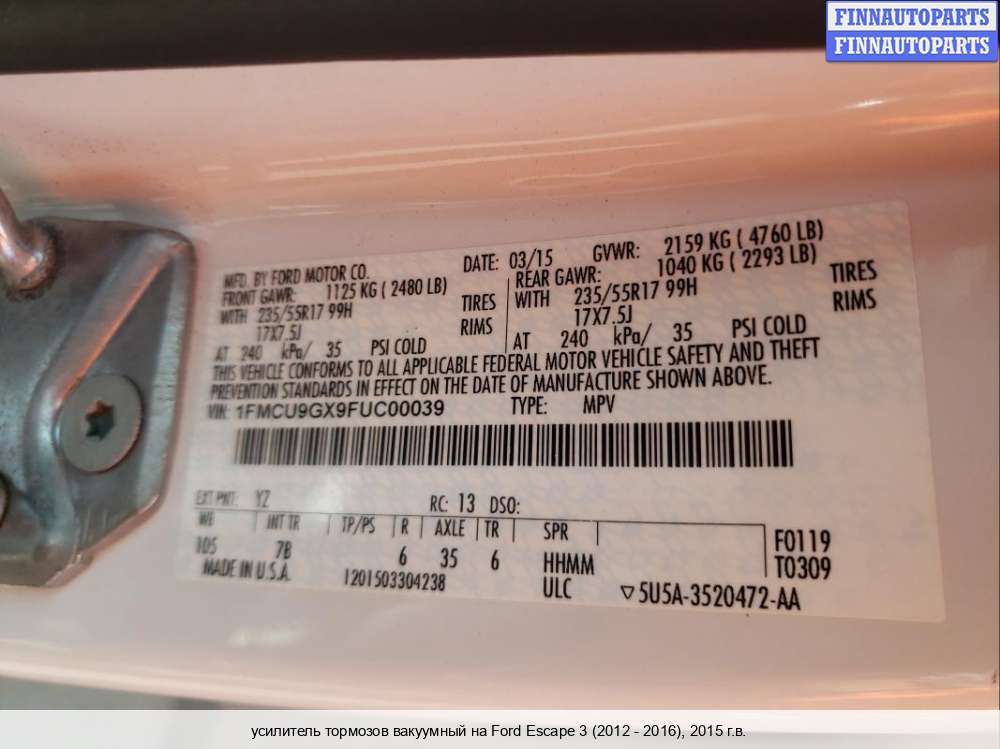 FINNAUTOPARTS
FINNAUTOPARTS
MFD. BY FORD MOTOR CO.
DATE: 03/15 GVWR: 2159 KG ( 4760 LB)
FRONT GAWR: 1125 KG ( 2480 LB) REAR GAWR: 1040 KG ( 2293 LB)
WITH 235/55R17 99H TIRES WITH 235/55R17 99H TIRES
17X7.5J RIMS 17X7.5J RIMS
AT 240 kPa/ 35 PSI COLD AT 240 kPa/ 35 PSI COLD
THIS VEHICLE CONFORMS TO ALL APPLICABLE FEDERAL MOTOR VEHICLE SAFETY AND THEFT
PREVENTION STANDARDS IN EFFECT ON THE DATE OF MANUFACTURE SHOWN ABOVE.
VIN: 1FMCU9GX9FUC00039 TYPE: MPV
EXT PNT: YZ RC: 13 DSO:
WB INT TR TP/PS R AXLE TR SPR
105 7B 6 35 6 HHMM F0119
MADE IN U.S.A. 1201503304238 ULC T0309
▽5U5A-3520472-AA
усилитель тормозов вакуумный на Ford Escape 3 (2012 - 2016), 2015 г.в.